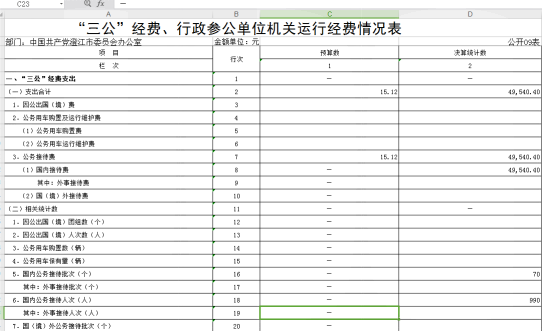 C23 fx —
A B C D
“三公”经费、行政参公单位机关运行经费情况表
部门：中国共产党澄江市委员会办公室 金额单位：元 公开09表
项 目 行次 预算数 决算统计数
栏 次 1 2
一、“三公”经费支出 1 — —
（一）支出合计 2 15.12 49,540.40
1．因公出国（境）费 3
2．公务用车购置及运行维护费 4
（1）公务用车购置费 5
（2）公务用车运行维护费 6
3．公务接待费 7 15.12 49,540.40
（1）国内接待费 8 — 49,540.40
其中：外事接待费 9 —
（2）国（境）外接待费 10 —
（二）相关统计数 11 — —
1．因公出国（境）团组数（个） 12 —
2．因公出国（境）人次数（人） 13 —
3．公务用车购置数（辆） 14 —
4．公务用车保有量（辆） 15 —
5．国内公务接待批次（个） 16 — 70
其中：外事接待批次（个） 17 —
6．国内公务接待人次（人） 18 — 990
其中：外事接待人次（人） 19 —
7．国（境）外公务接待批次（个） 20 —